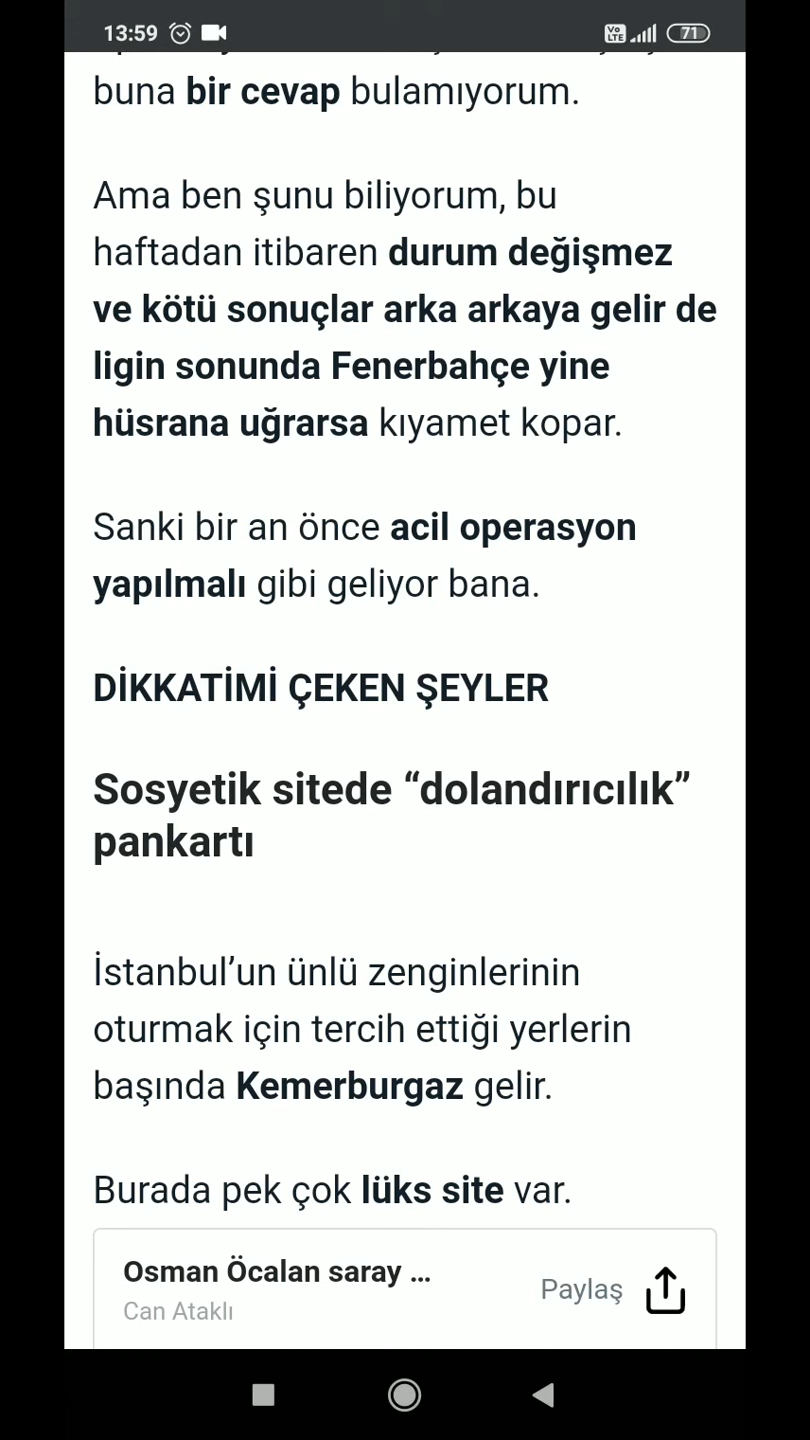 13:59
Vo LTE
71
buna bir cevap bulamıyorum.
Ama ben şunu biliyorum, bu
haftadan itibaren durum değişmez
ve kötü sonuçlar arka arkaya gelir de
ligin sonunda Fenerbahçe yine
hüsrana uğrarsa kıyamet kopar.
Sanki bir an önce acil operasyon
yapılmalı gibi geliyor bana.
DİKKATİMİ ÇEKEN ŞEYLER
Sosyetik sitede “dolandırıcılık”
pankartı
İstanbul’un ünlü zenginlerinin
oturmak için tercih ettiği yerlerin
başında Kemerburgaz gelir.
Burada pek çok lüks site var.
Osman Öcalan saray ...
Can Ataklı
Paylaş